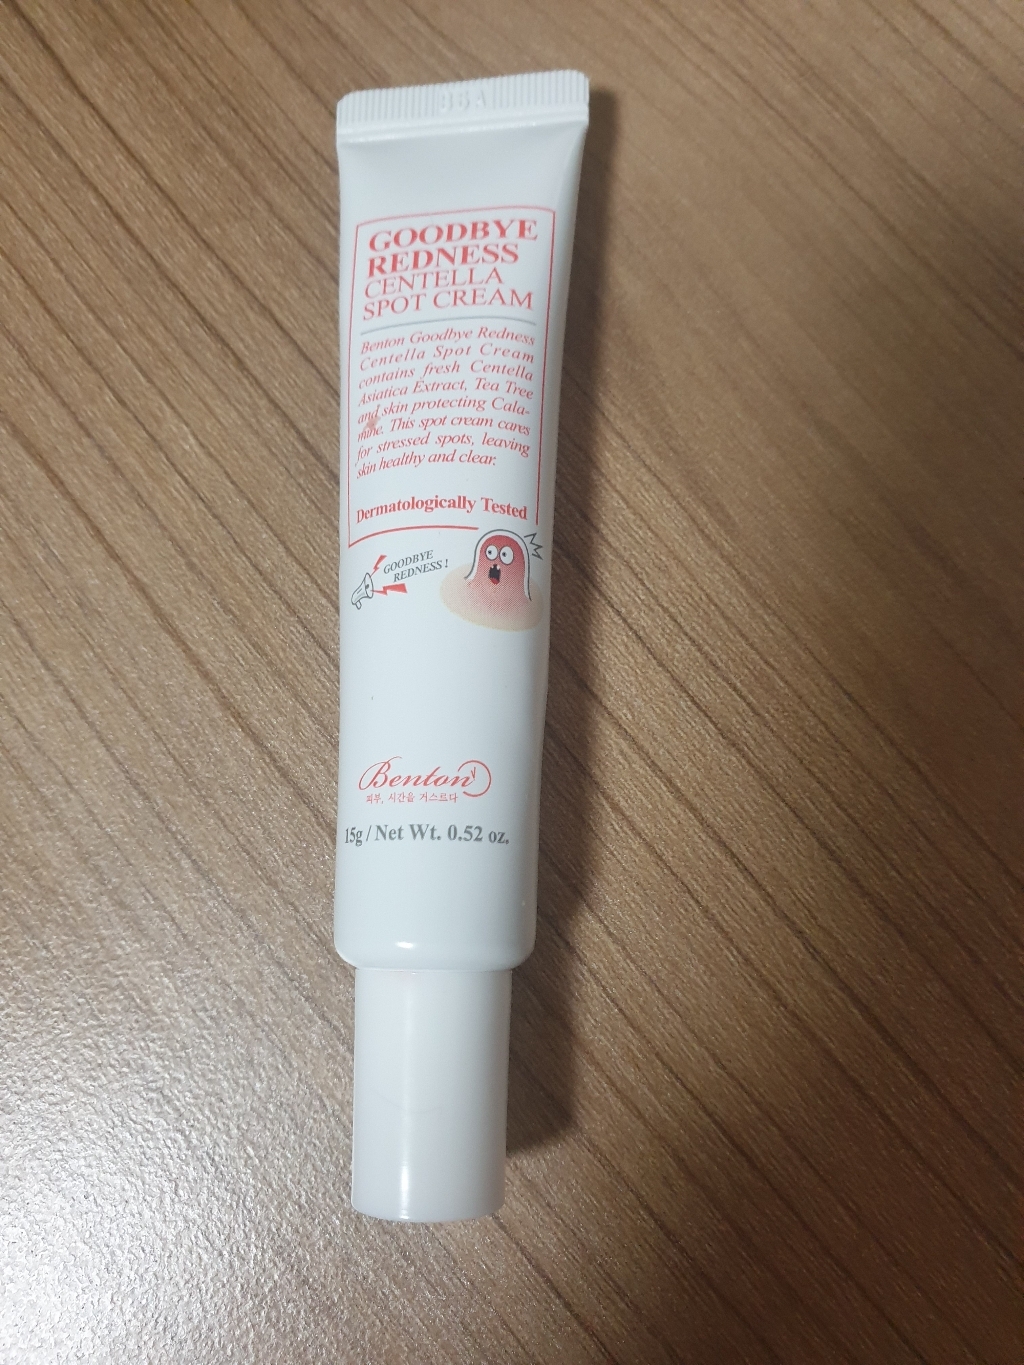 GOODBYE
REDNESS
CENTELLA
SPOT CREAM
Benton Goodbye Redness
Centella Spot Cream
contains fresh Centella
Asiatica Extract, Tea Tree
and skin protecting Cala-
mine. This spot cream cares
for stressed spots, leaving
skin healthy and clear.
Dermatologically Tested
GOODBYE
REDNESS!
Benton
피부, 시간을 거스르다
15g / Net Wt. 0.52 oz.